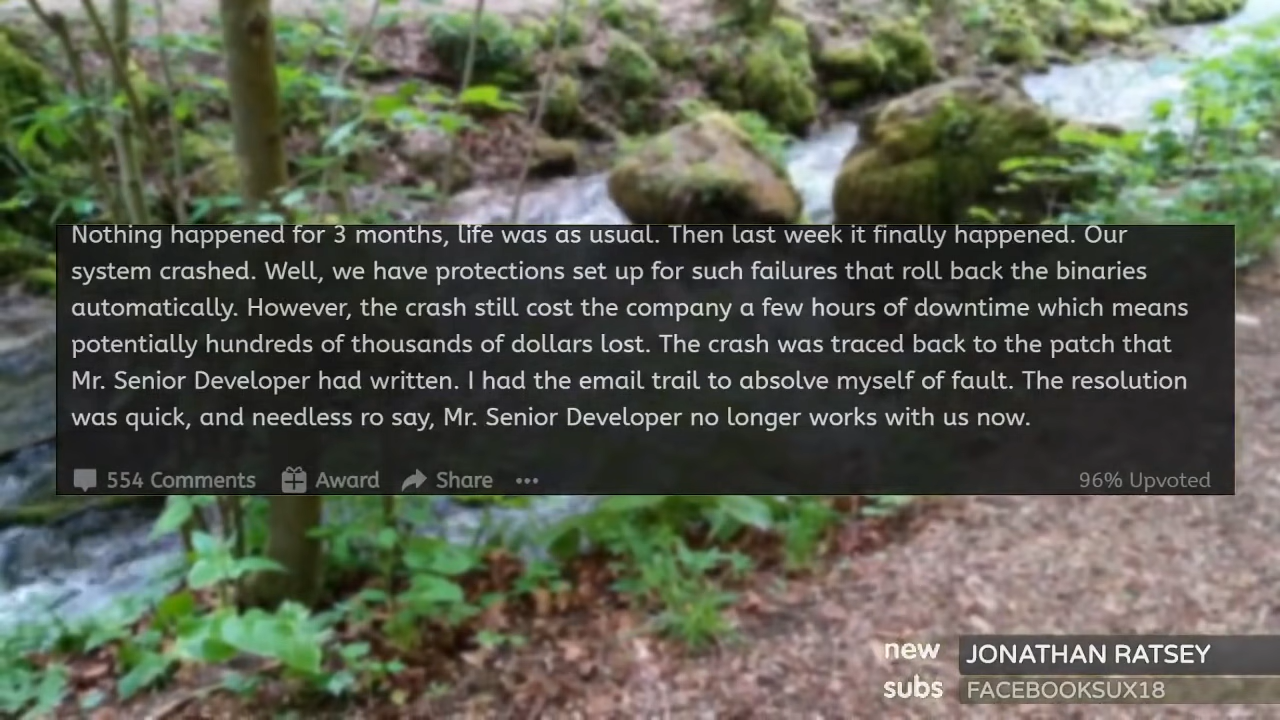 Nothing happened for 3 months, life was as usual. Then last week it finally happened. Our
system crashed. Well, we have protections set up for such failures that roll back the binaries
automatically. However, the crash still cost the company a few hours of downtime which means
potentially hundreds of thousands of dollars lost. The crash was traced back to the patch that
Mr. Senior Developer had written. I had the email trail to absolve myself of fault. The resolution
was quick, and needless ro say, Mr. Senior Developer no longer works with us now.
554 Comments Award Share ••• 96% Upvoted
new JONATHAN RATSEY
subs FACEBOOKSUX18